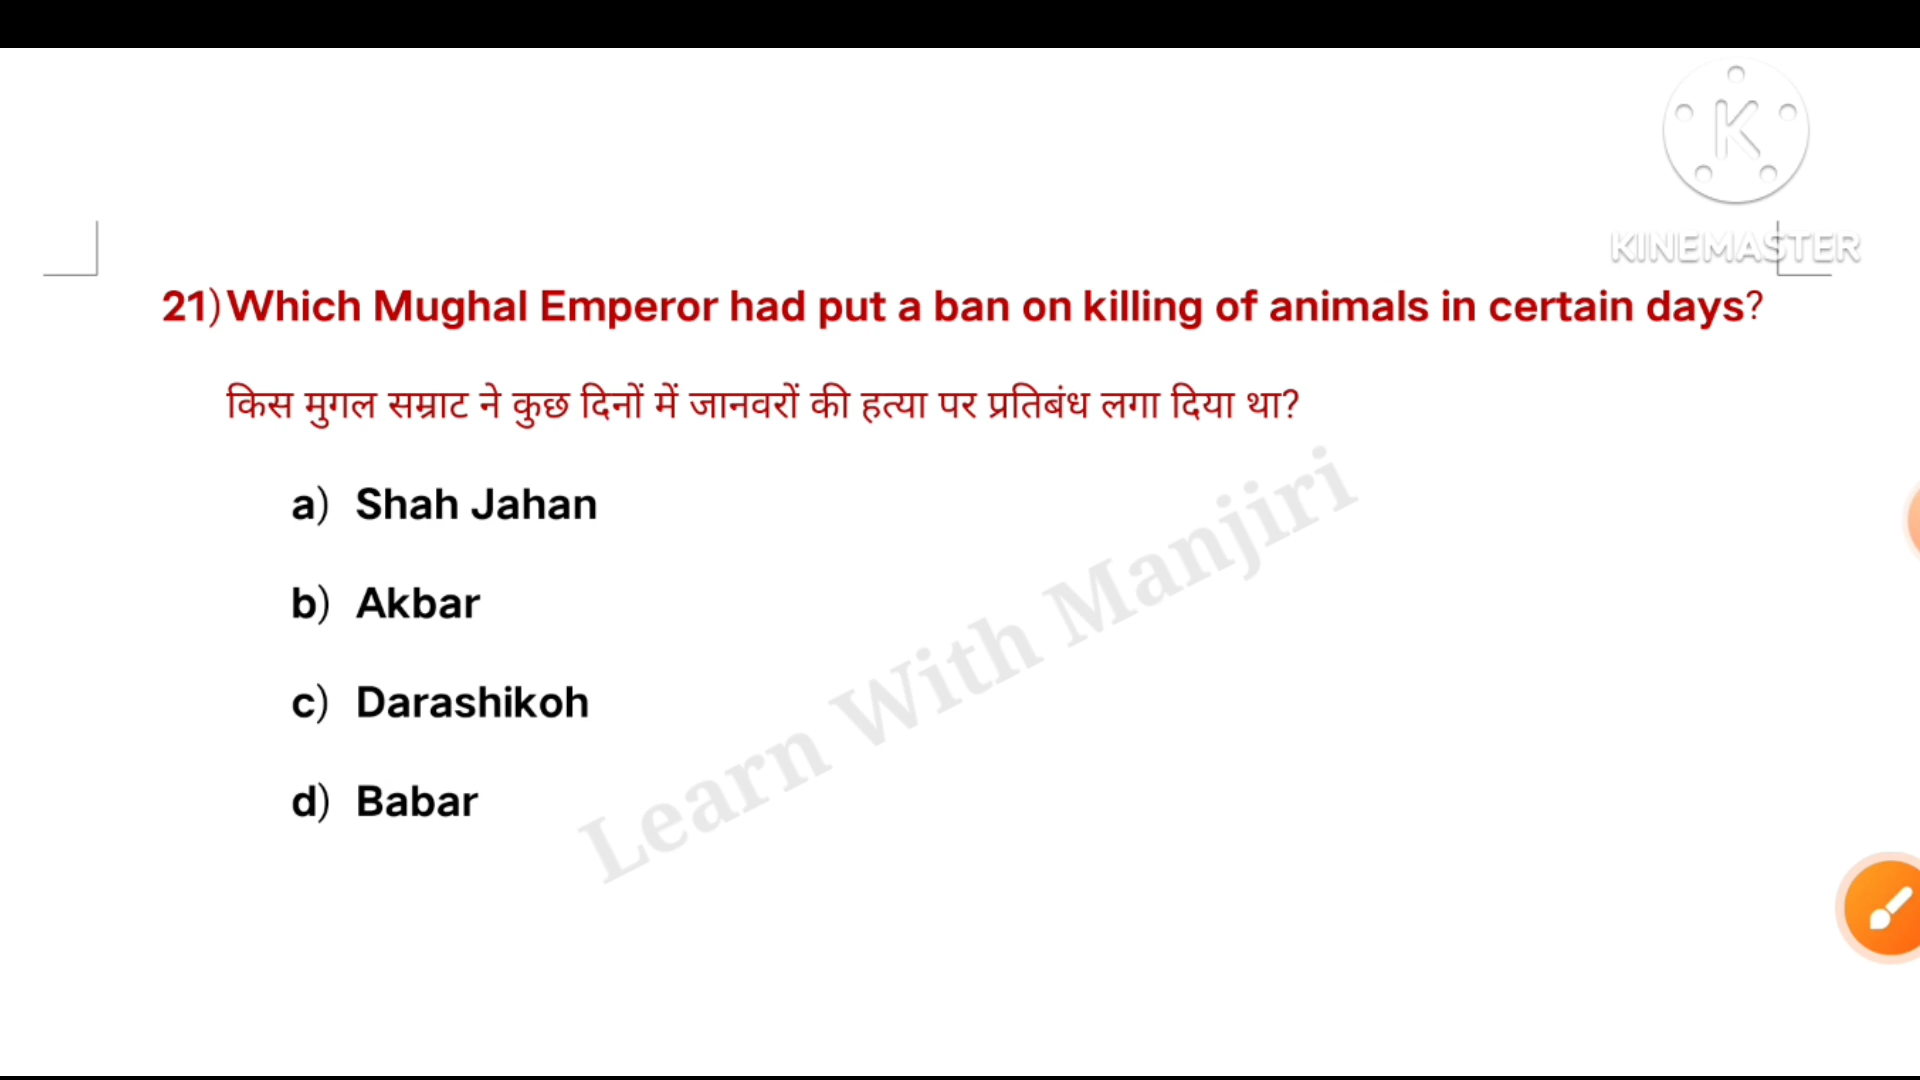 KINEMASTER
21) Which Mughal Emperor had put a ban on killing of animals in certain days?
किस मुगल सम्राट ने कुछ दिनों में जानवरों की हत्या पर प्रतिबंध लगा दिया था?
a) Shah Jahan
b) Akbar
c) Darashikoh
d) Babar
Learn With Manjiri